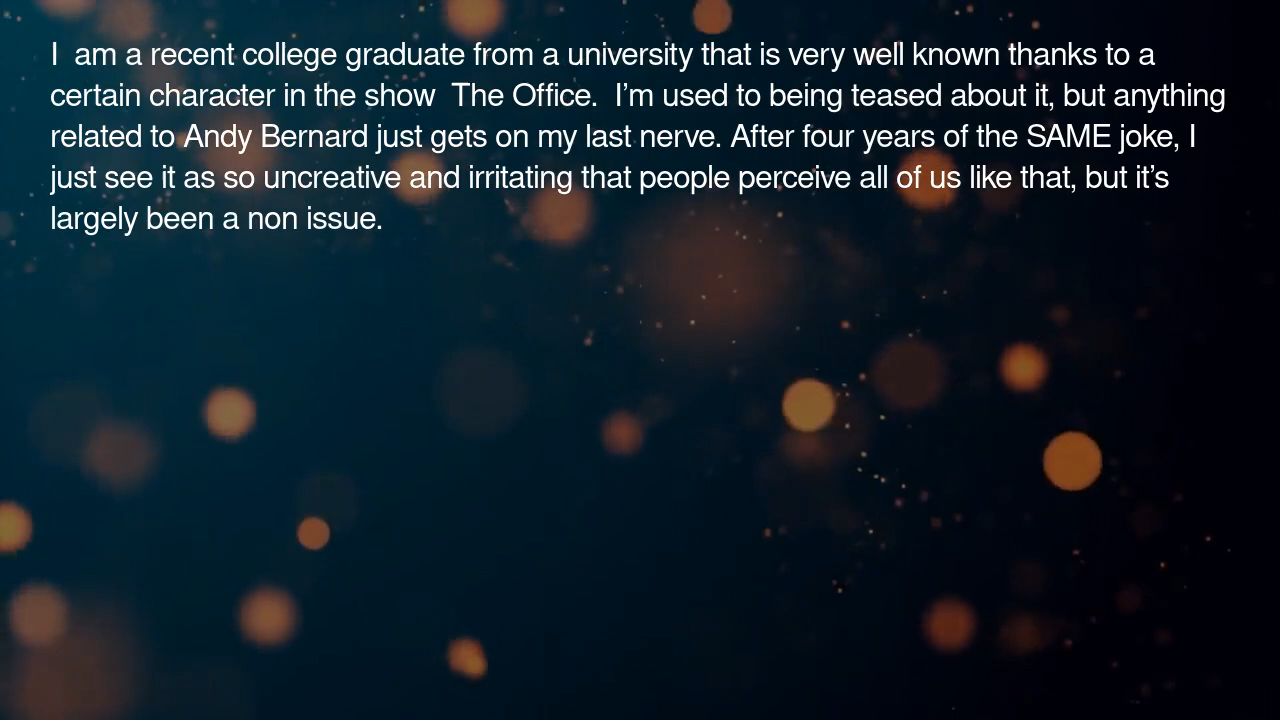 I  am a recent college graduate from a university that is very well known thanks to a
certain character in the show  The Office.  I’m used to being teased about it, but anything
related to Andy Bernard just gets on my last nerve. After four years of the SAME joke, I
just see it as so uncreative and irritating that people perceive all of us like that, but it’s
largely been a non issue.